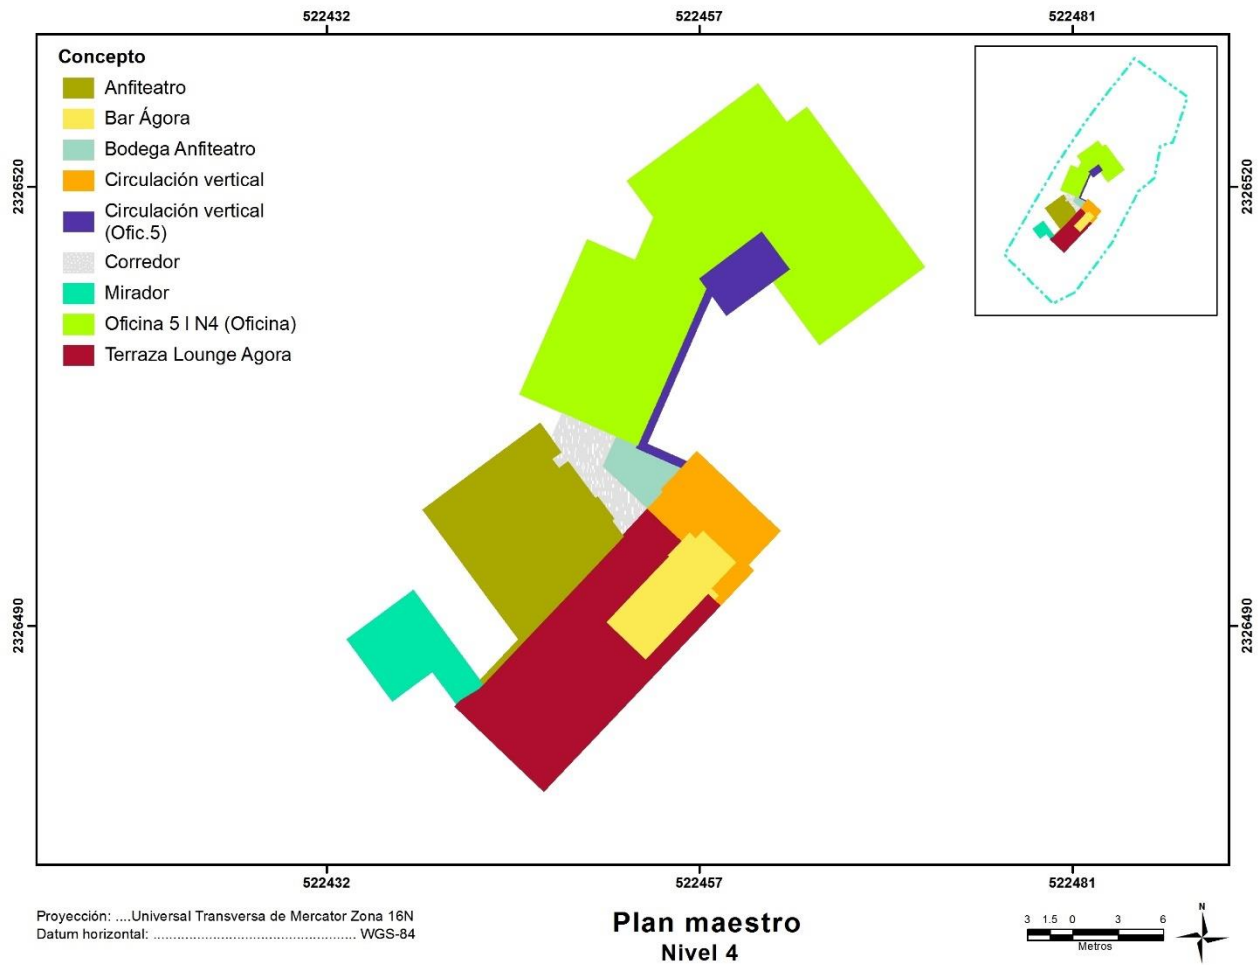 522432 522457 522481
Concepto
Anfiteatro
Bar Ágora
Bodega Anfiteatro
Circulación vertical
Circulación vertical
(Ofic.5)
Corredor
Mirador
Oficina 5 I N4 (Oficina)
Terraza Lounge Agora
2326520 2326520
2326490 2326490
522432 522457 522481
Proyección: ....Universal Transversa de Mercator Zona 16N
Datum horizontal: ................................................. WGS-84
Plan maestro
Nivel 4
3 1.5 0 3 6
Metros
N